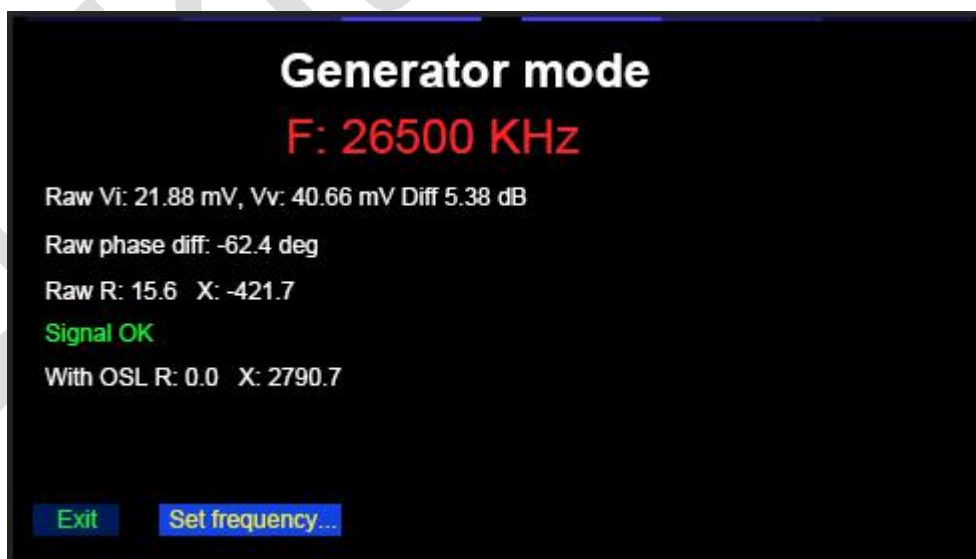 Generator mode
F: 26500 KHz
Raw Vi: 21.88 mV, Vv: 40.66 mV Diff 5.38 dB
Raw phase diff: -62.4 deg
Raw R: 15.6 X: -421.7
Signal OK
With OSL R: 0.0 X: 2790.7
Exit Set frequency...